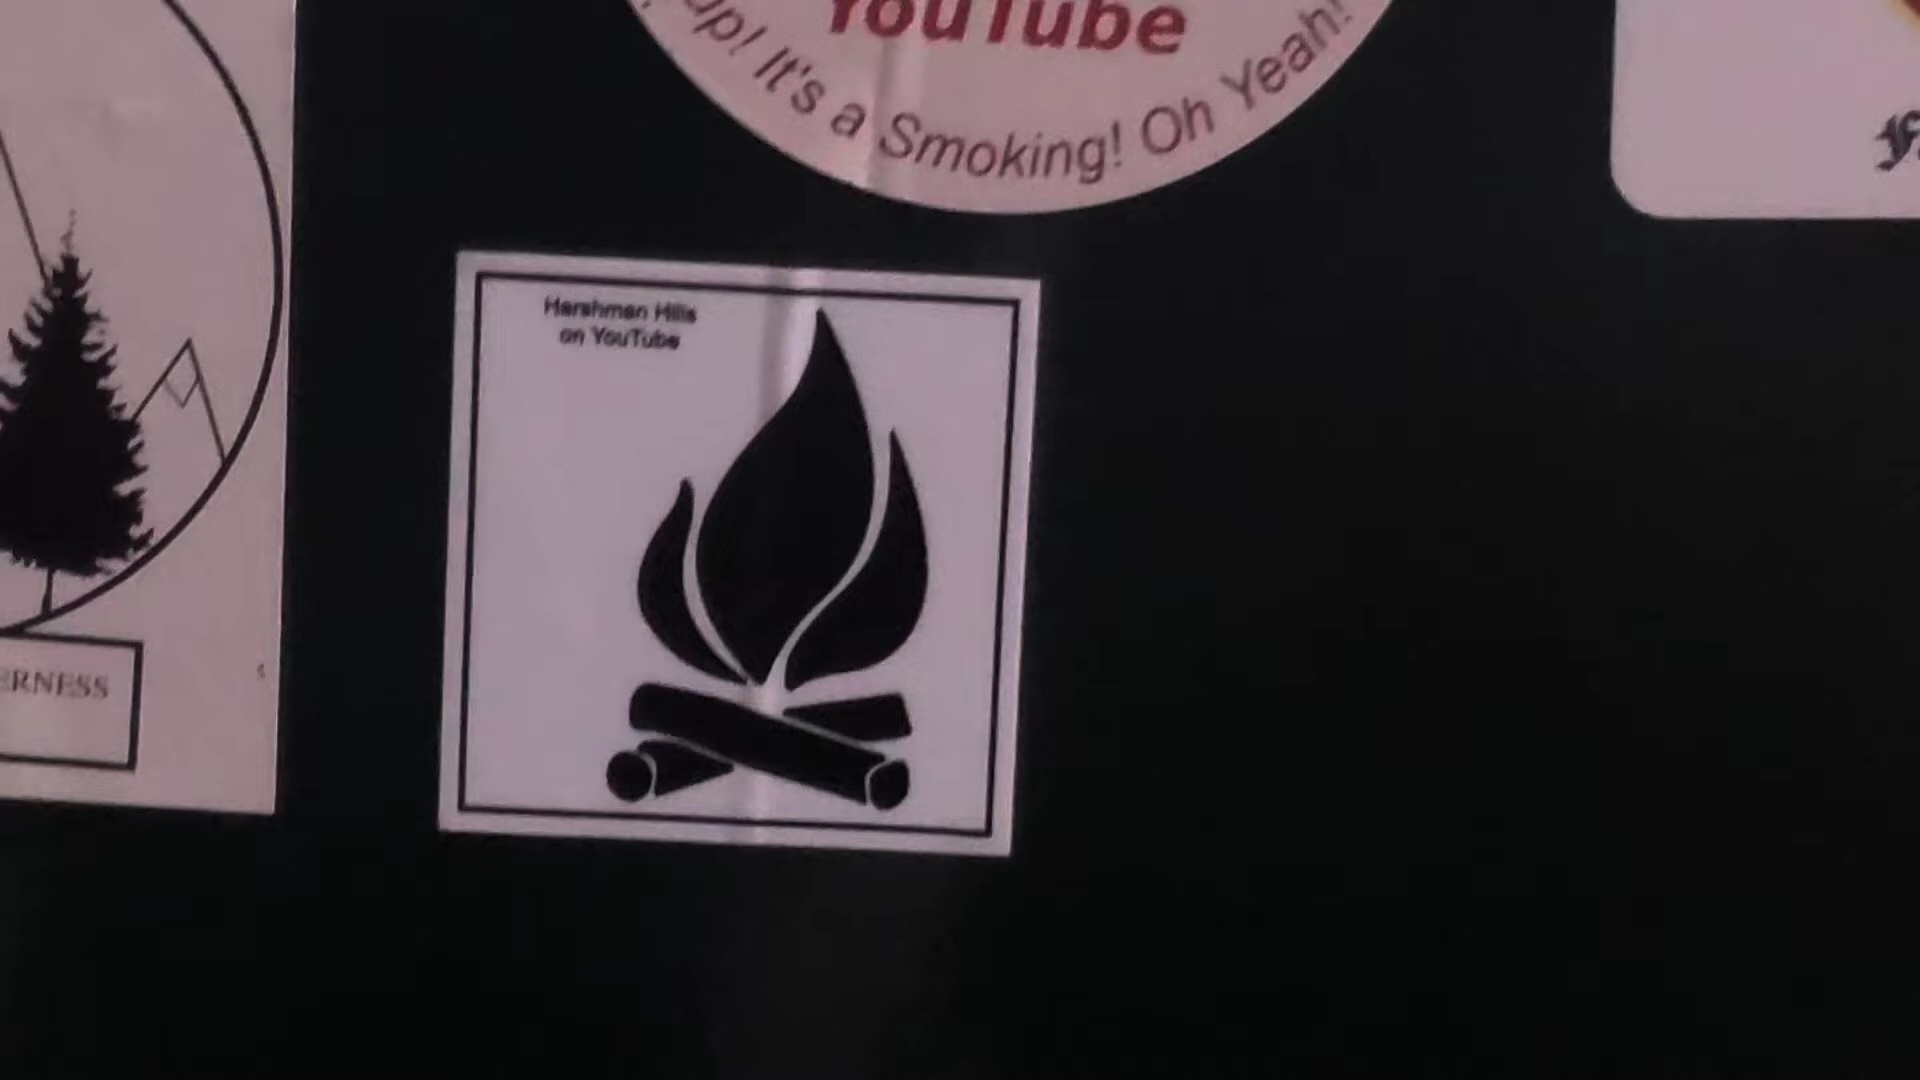 YouTube
up! It's a Smoking! Oh Yeah!
Harshman Hills
on YouTube
ERNESS